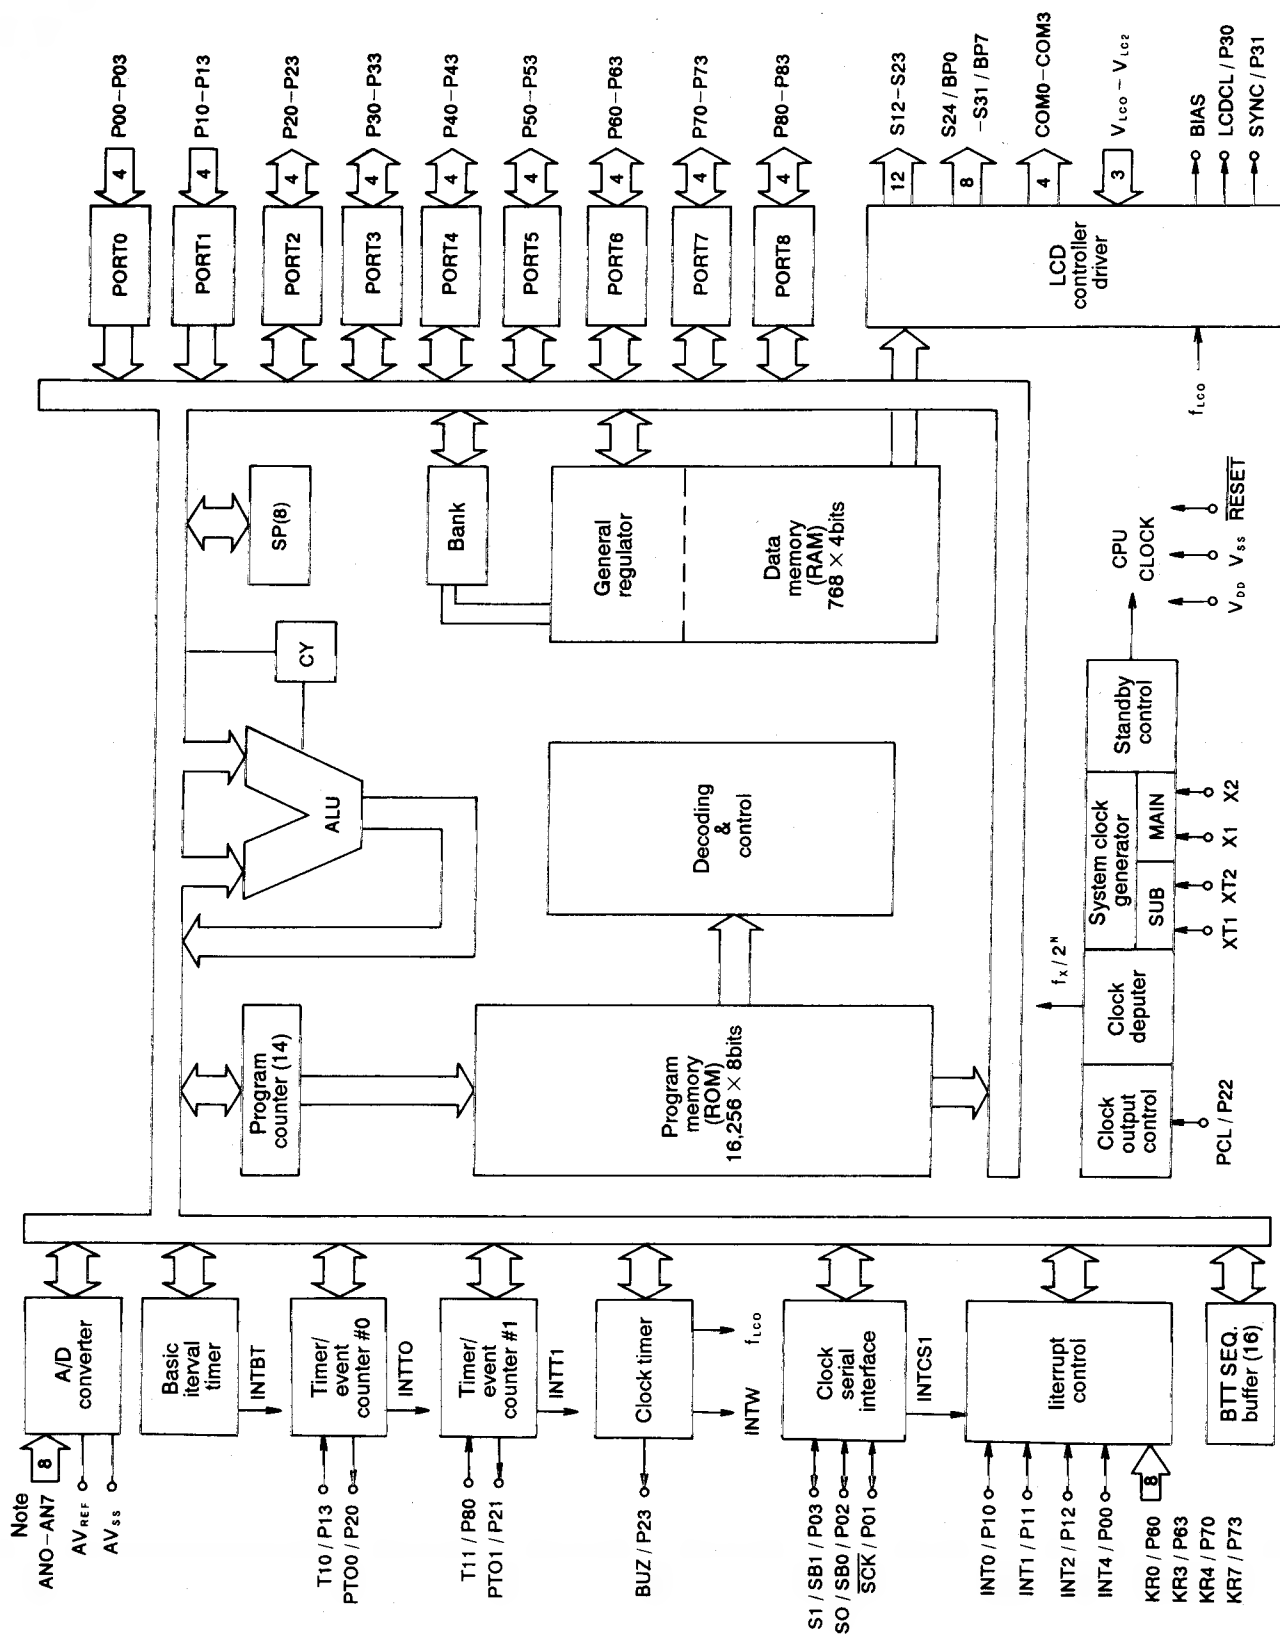 Note
ANO-AN7
8
AVREF
AVSS
A/D
converter
Basic
iterval
timer
INTBT
T10 / P13
PTO0 / P20
Timer/
event
counter #0
INTTO
T11 / P80
PTO1 / P21
Timer/
event
counter #1
INTT1
BUZ / P23
Clock timer
INTW
fLCO
S1 / SB1 / P03
SO / SB0 / P02
SCK / P01
Clock
serial
interface
INTCS1
INT0 / P10
INT1 / P11
INT2 / P12
INT4 / P00
KR0 / P60
KR3 / P63
KR4 / P70
KR7 / P73
8
literrupt
control
BTT SEQ.
buffer (16)
Program
counter (14)
ALU
CY
SP(8)
Program
memory
(ROM)
16,256 × 8bits
Decoding
&
control
Bank
General
regulator
Data
memory
(RAM)
768 × 4bits
PORT0
4
P00-P03
PORT1
4
P10-P13
PORT2
4
P20-P23
PORT3
4
P30-P33
PORT4
4
P40-P43
PORT5
4
P50-P53
PORT6
4
P60-P63
PORT7
4
P70-P73
PORT8
4
P80-P83
LCD
controller
driver
12
S12-S23
8
S24 / BP0
-S31 / BP7
4
COM0-COM3
3
VLCO - VLC2
BIAS
LCDCL / P30
SYNC / P31
fLCO
Clock
output
control
PCL / P22
Clock
deputer
fX / 2N
System clock
generator
SUB
MAIN
XT1
XT2
X1
X2
Standby
control
CPU
CLOCK
VDD
VSS
RESET